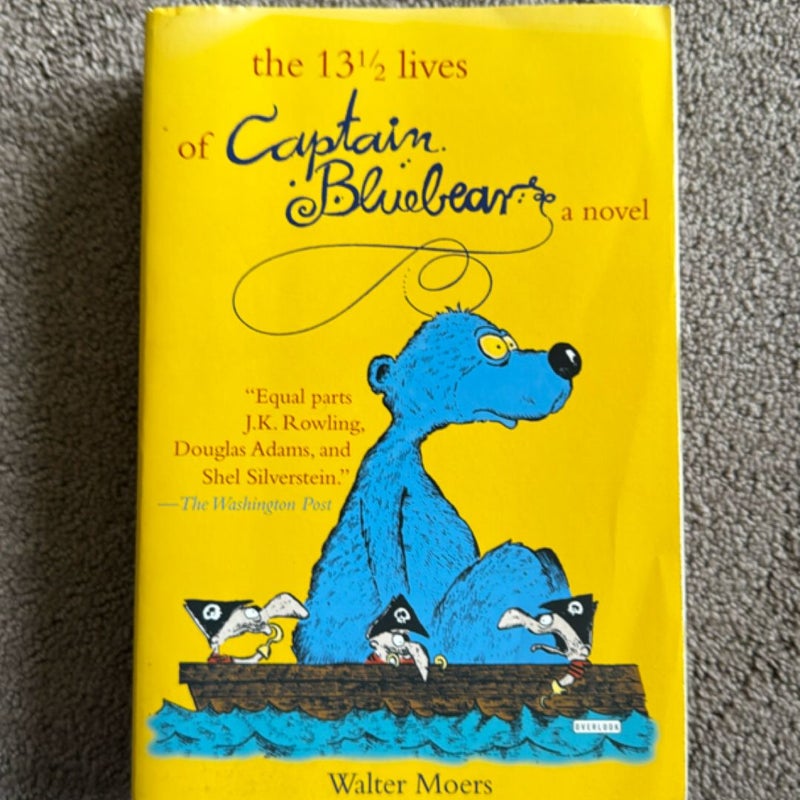 the 13½ lives
of Captain
Bluebear
a novel
“Equal parts
J.K. Rowling,
Douglas Adams, and
Shel Silverstein.”
—The Washington Post
OVERLOOK
Walter Moers